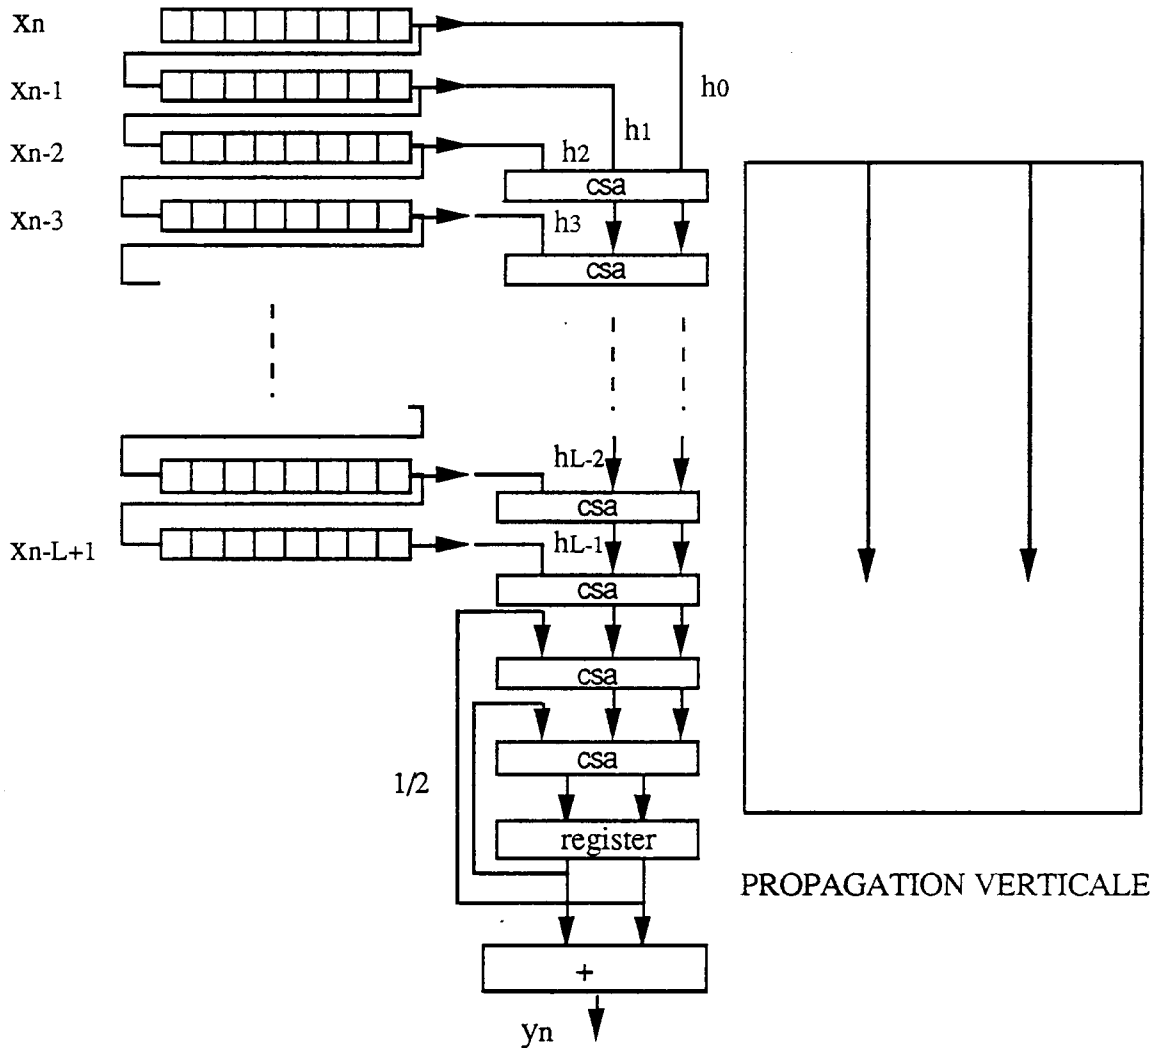 Xn
Xn-1
h0
h1
Xn-2
h2
csa
Xn-3
h3
csa
hL-2
csa
Xn-L+1
hL-1
csa
csa
csa
1/2
register
PROPAGATION VERTICALE
+
yn